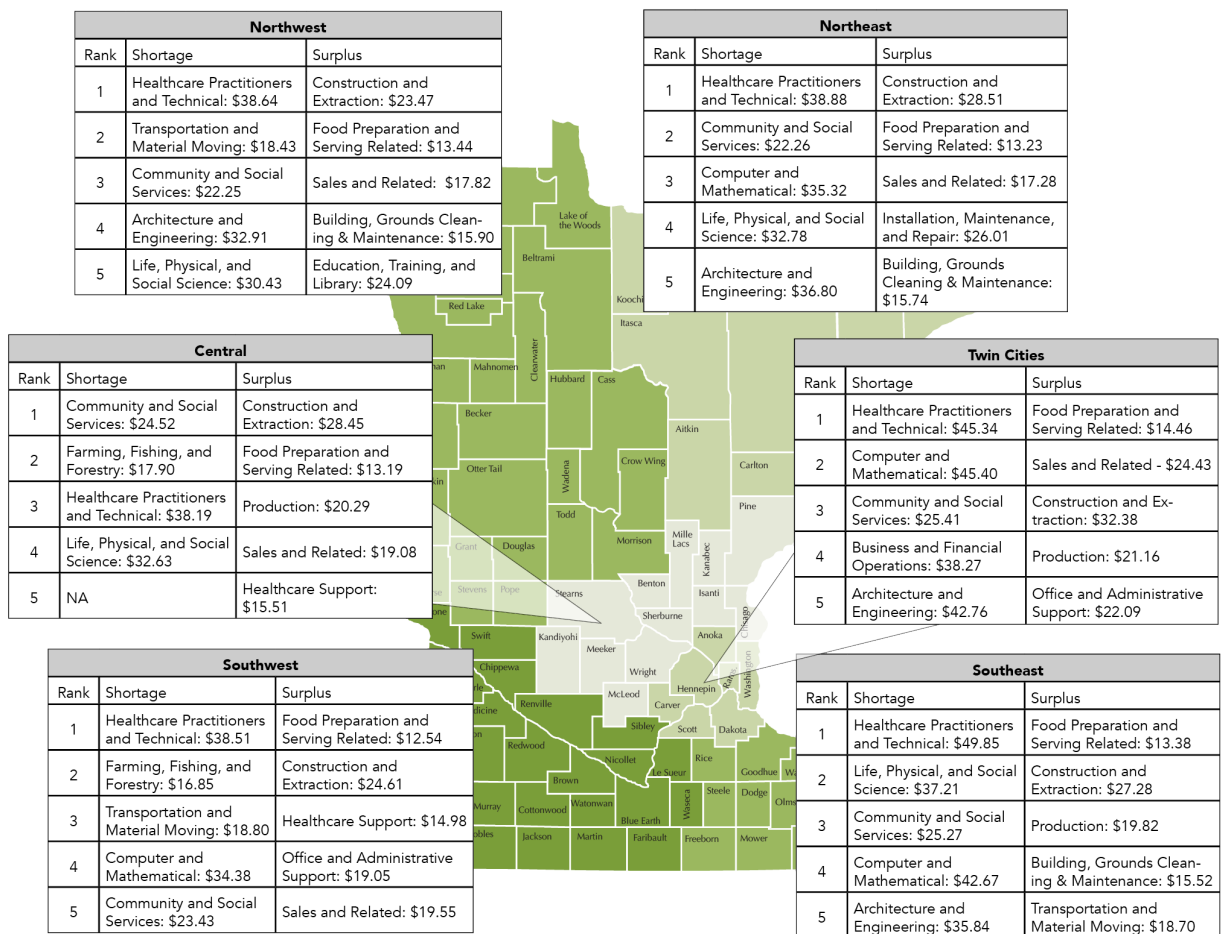 Northwest
Rank Shortage Surplus
1 Healthcare Practitioners and Technical: $38.64 Construction and Extraction: $23.47
2 Transportation and Material Moving: $18.43 Food Preparation and Serving Related: $13.44
3 Community and Social Services: $22.25 Sales and Related: $17.82
4 Architecture and Engineering: $32.91 Building, Grounds Clean-ing & Maintenance: $15.90
5 Life, Physical, and Social Science: $30.43 Education, Training, and Library: $24.09
Northeast
Rank Shortage Surplus
1 Healthcare Practitioners and Technical: $38.88 Construction and Extraction: $28.51
2 Community and Social Services: $22.26 Food Preparation and Serving Related: $13.23
3 Computer and Mathematical: $35.32 Sales and Related: $17.28
4 Life, Physical, and Social Science: $32.78 Installation, Maintenance, and Repair: $26.01
5 Architecture and Engineering: $36.80 Building, Grounds Cleaning & Maintenance: $15.74
Central
Rank Shortage Surplus
1 Community and Social Services: $24.52 Construction and Extraction: $28.45
2 Farming, Fishing, and Forestry: $17.90 Food Preparation and Serving Related: $13.19
3 Healthcare Practitioners and Technical: $38.19 Production: $20.29
4 Life, Physical, and Social Science: $32.63 Sales and Related: $19.08
5 NA Healthcare Support: $15.51
Twin Cities
Rank Shortage Surplus
1 Healthcare Practitioners and Technical: $45.34 Food Preparation and Serving Related: $14.46
2 Computer and Mathematical: $45.40 Sales and Related - $24.43
3 Community and Social Services: $25.41 Construction and Ex-traction: $32.38
4 Business and Financial Operations: $38.27 Production: $21.16
5 Architecture and Engineering: $42.76 Office and Administrative Support: $22.09
Southwest
Rank Shortage Surplus
1 Healthcare Practitioners and Technical: $38.51 Food Preparation and Serving Related: $12.54
2 Farming, Fishing, and Forestry: $16.85 Construction and Extraction: $24.61
3 Transportation and Material Moving: $18.80 Healthcare Support: $14.98
4 Computer and Mathematical: $34.38 Office and Administrative Support: $19.05
5 Community and Social Services: $23.43 Sales and Related: $19.55
Southeast
Rank Shortage Surplus
1 Healthcare Practitioners and Technical: $49.85 Food Preparation and Serving Related: $13.38
2 Life, Physical, and Social Science: $37.21 Construction and Extraction: $27.28
3 Community and Social Services: $25.27 Production: $19.82
4 Computer and Mathematical: $42.67 Building, Grounds Clean-ing & Maintenance: $15.52
5 Architecture and Engineering: $35.84 Transportation and Material Moving: $18.70
Lake of
the Woods
Beltrami
Koochi
Red Lake
Itasca
Clearwater
Mahnomen
Hubbard
Cass
Becker
Aitkin
Otter Tail
Wadena
Crow Wing
Carlton
Todd
Pine
Grant
Douglas
Morrison
Mille
Lacs
Kanabec
Stevens
Pope
Stearns
Benton
Isanti
Chisago
Sherburne
Swift
Kandiyohi
Meeker
Anoka
Wright
Washington
Chippewa
Hennepin
Rams
McLeod
Carver
Renville
Sibley
Scott
Dakota
Redwood
Nicollet
Le Sueur
Rice
Goodhue
Brown
Murray
Cottonwood
Watonwan
Blue Earth
Waseca
Steele
Dodge
Olms
Jackson
Martin
Faribault
Freeborn
Mower